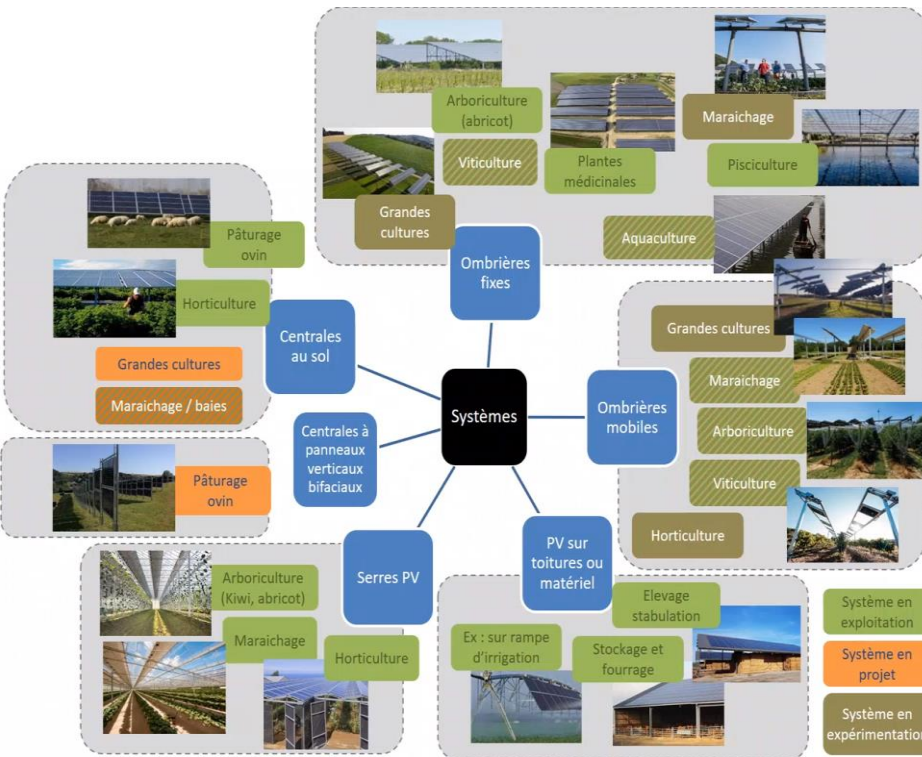 Arboriculture
(abricot)
Maraichage
Viticulture
Plantes
médicinales
Pisciculture
Grandes
cultures
Aquaculture
Ombrières
fixes
Pâturage
ovin
Horticulture
Centrales
au sol
Grandes cultures
Maraichage / baies
Systèmes
Grandes cultures
Maraichage
Ombrières
mobiles
Arboriculture
Viticulture
Horticulture
Centrales à
panneaux
verticaux
bifaciaux
Pâturage
ovin
Serres PV
Arboriculture
(Kiwi, abricot)
Maraichage
Horticulture
PV sur
toitures ou
matériel
Elevage
stabulation
Ex : sur rampe
d'irrigation
Stockage et
fourrage
Système en
exploitation
Système en
projet
Système en
expérimentation